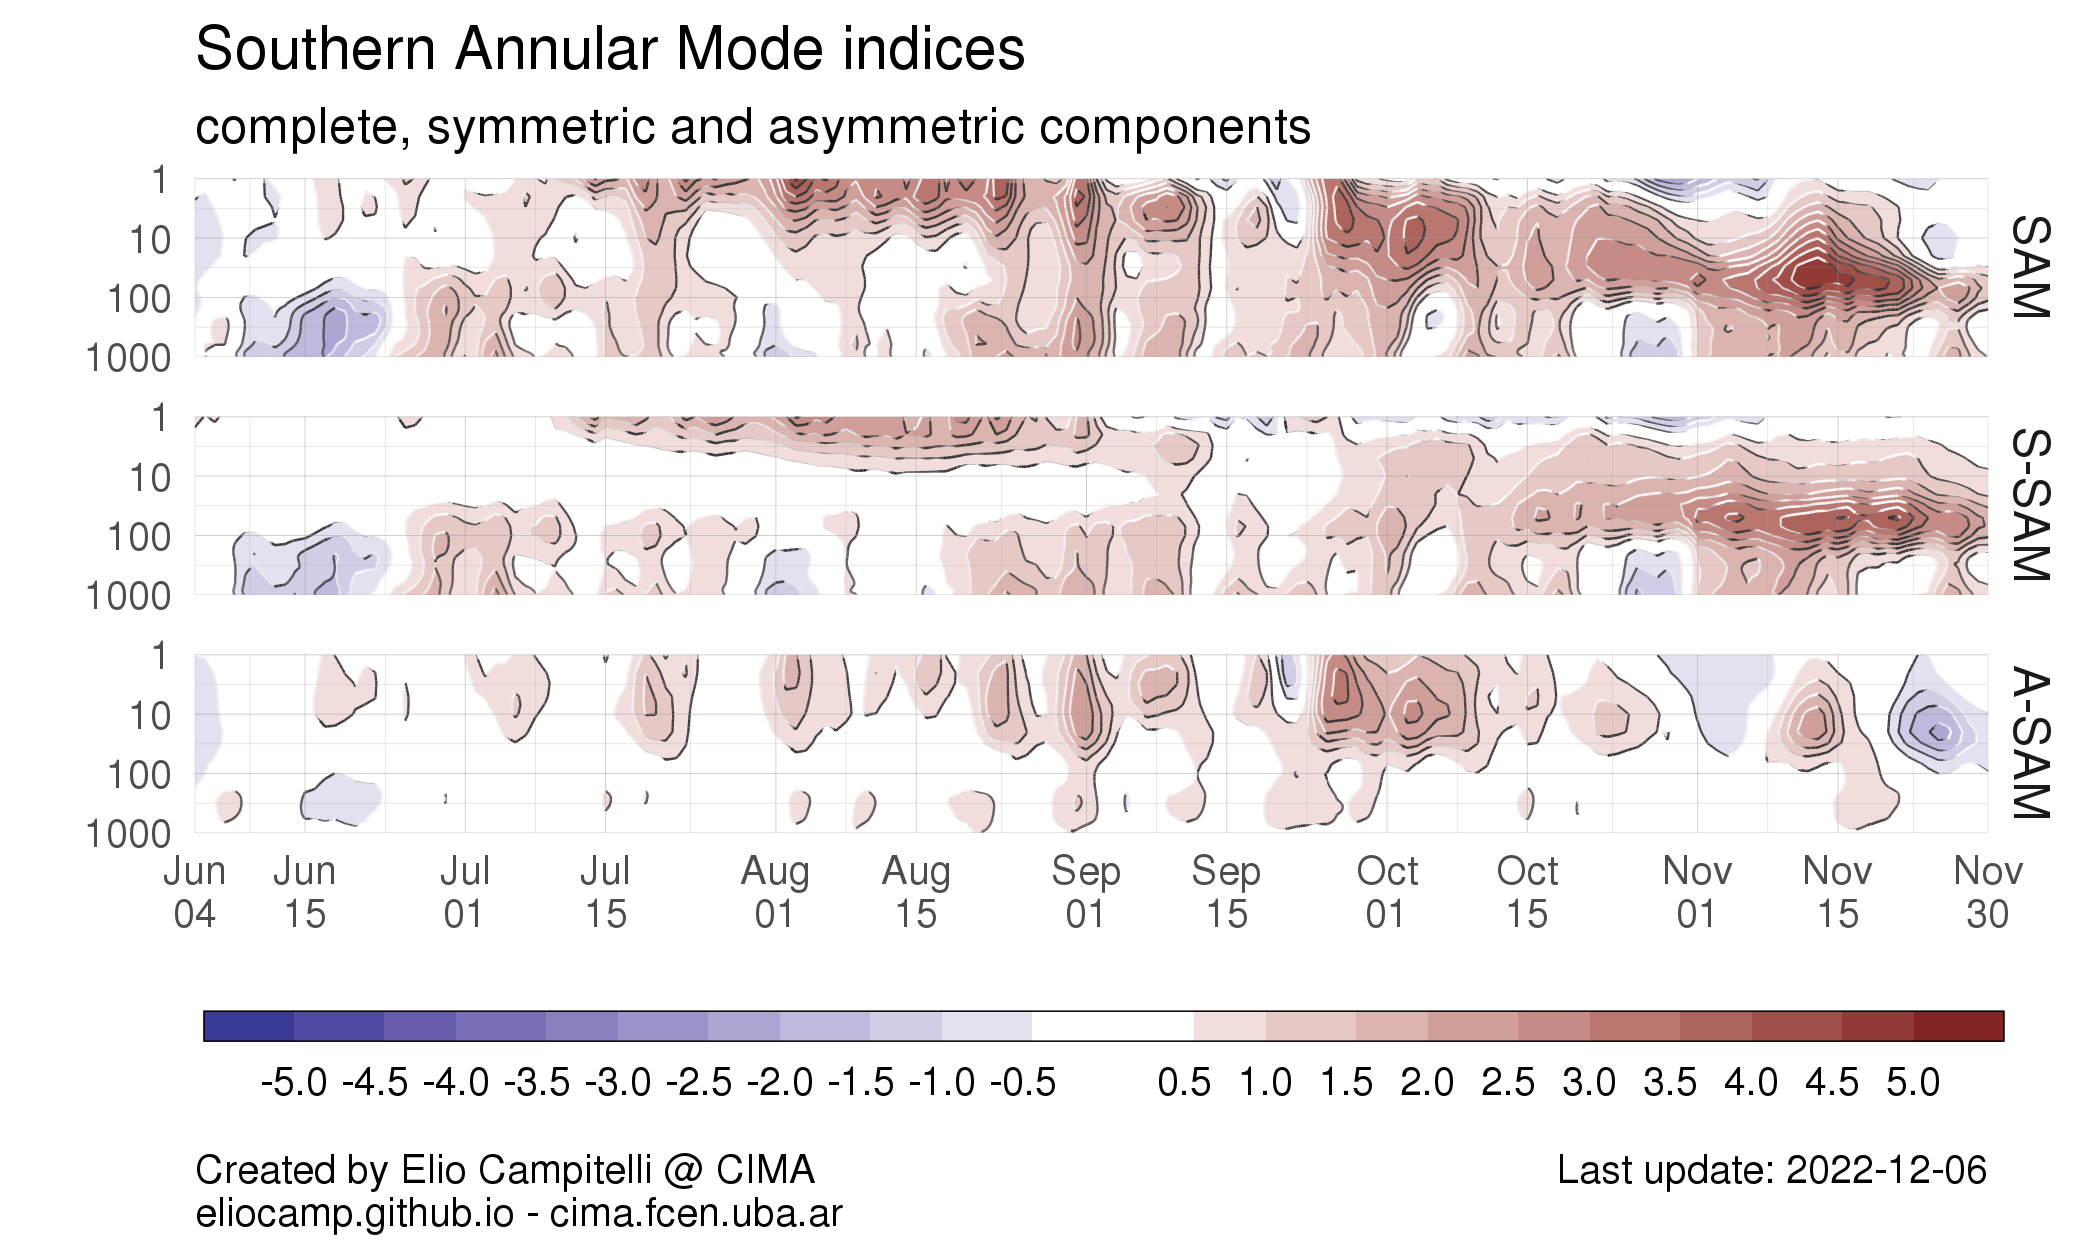 Southern Annular Mode indices
complete, symmetric and asymmetric components
1
10
100
1000
SAM
1
10
100
1000
S-SAM
1
10
100
1000
A-SAM
Jun Jun Jul Jul Aug Aug Sep Sep Oct Oct Nov Nov Nov
04 15 01 15 01 15 01 15 01 15 01 15 30
-5.0 -4.5 -4.0 -3.5 -3.0 -2.5 -2.0 -1.5 -1.0 -0.5 0.5 1.0 1.5 2.0 2.5 3.0 3.5 4.0 4.5 5.0
Created by Elio Campitelli @ CIMA Last update: 2022-12-06
eliocamp.github.io - cima.fcen.uba.ar